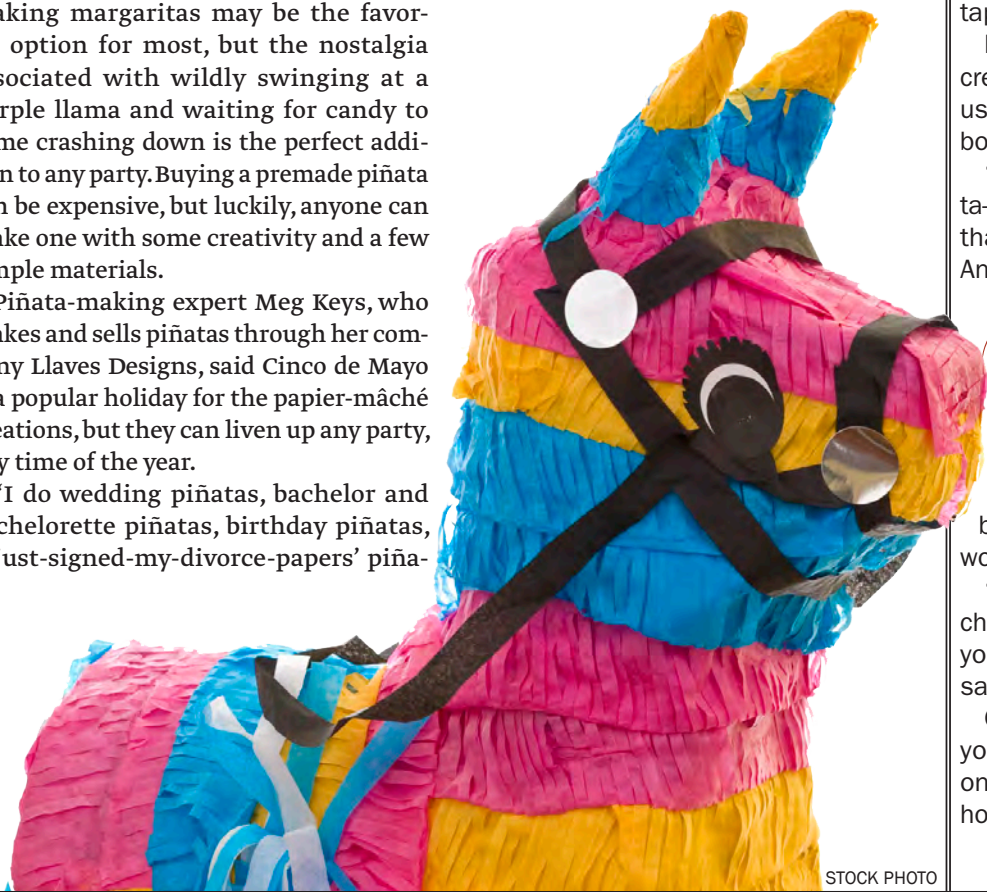 aking margaritas may be the favor-
option for most, but the nostalgia
sociated with wildly swinging at a
rple llama and waiting for candy to
me crashing down is the perfect addi-
n to any party. Buying a premade piñata
n be expensive, but luckily, anyone can
ake one with some creativity and a few
mple materials.
Piñata-making expert Meg Keys, who
akes and sells piñatas through her com-
ny Llaves Designs, said Cinco de Mayo
a popular holiday for the papier-mâché
eations, but they can liven up any party,
y time of the year.
"I do wedding piñatas, bachelor and
chelorette piñatas, birthday piñatas,
ust-signed-my-divorce-papers' piña-
STOCK PHOTO
tap
cre
us
bo
ta-
tha
An
b
wo
ch
yo
sa
yo
on
ho